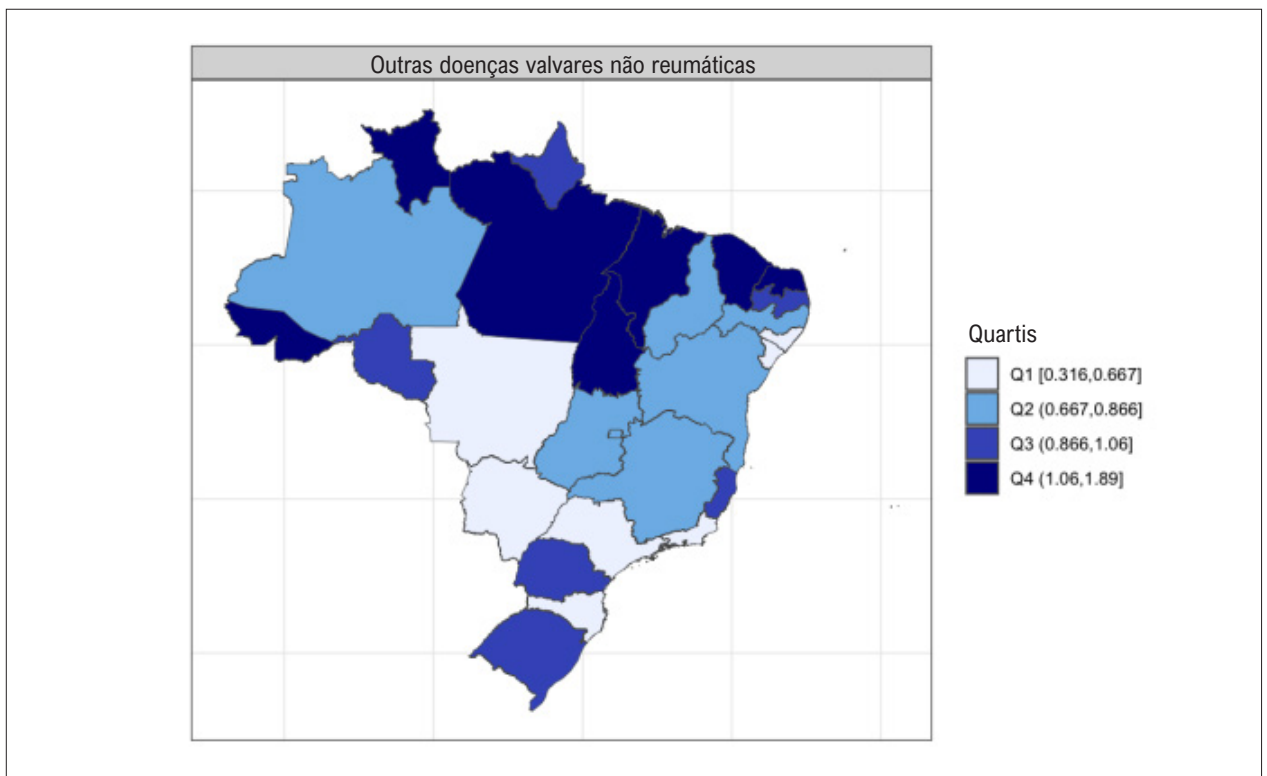 Outras doenças valvares não reumáticas
Quartis
Q1 [0.316,0.667]
Q2 (0.667,0.866]
Q3 (0.866,1.06]
Q4 (1.06,1.89]